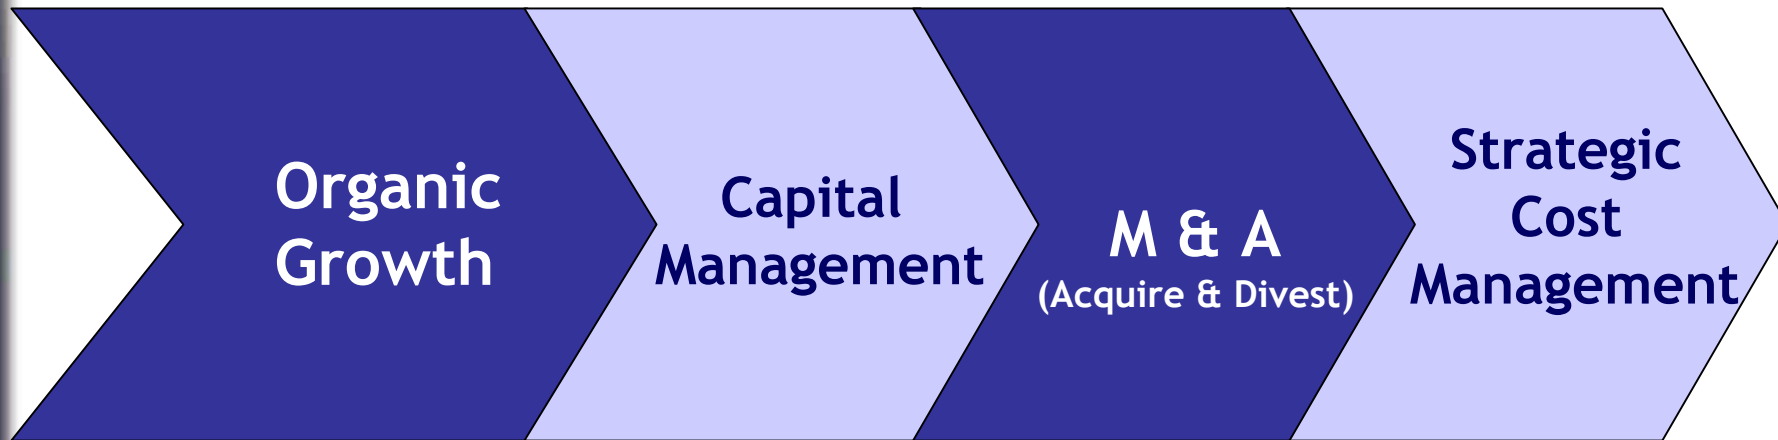 Organic
Growth
Capital
Management
M & A
(Acquire & Divest)
Strategic
Cost
Management